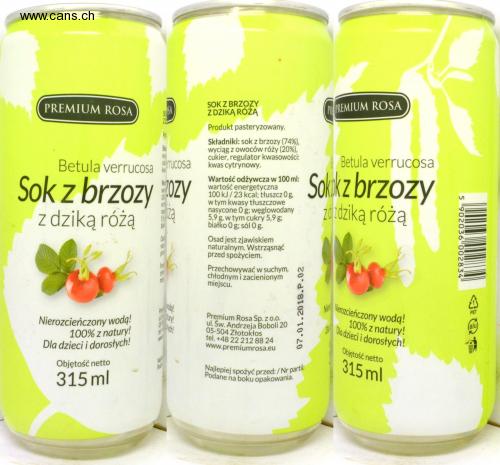 www.cans.ch
PREMIUM ROSA
Betula verrucosa
Sok z brzozy
z dziką różą
Nierozcieńczony wodą!
100% z natury!
Dla dzieci i dorosłych!
Objętość netto
315 ml
SOK Z BRZOZY
Z DZIKĄ RÓŻĄ
Produkt pasteryzowany.
Składniki: sok z brzozy (74%),
wyciąg z owoców róży (20%),
cukier, regulator kwasowości:
kwas cytrynowy.
Wartość odżywcza w 100 ml:
wartość energetyczna
100 kJ / 23 kcal; tłuszcz 0 g,
w tym kwasy tłuszczowe
nasycone 0 g; węglowodany
5,9 g, w tym cukry 5,9 g;
białko 0 g; sól 0 g.
Osad jest zjawiskiem
naturalnym. Wstrząsnąć
przed spożyciem.
Przechowywać w suchym,
chłodnym i zacienionym
miejscu.
Premium Rosa Sp. z o.o.
ul. Św. Andrzeja Boboli 20
05-504 Złotokłos
tel. +48 22 212 88 24
www.premiumrosa.eu
Najlepiej spożyć przed: / Nr partii:
Podane na boku opakowania.
07.01.2018.P.02
PREMIUM ROSA
Betula verrucosa
Sok z brzozy
z dziką różą
Nierozcieńczony wodą!
100% z natury!
Dla dzieci i dorosłych!
Objętość netto
315 ml
5902036002834